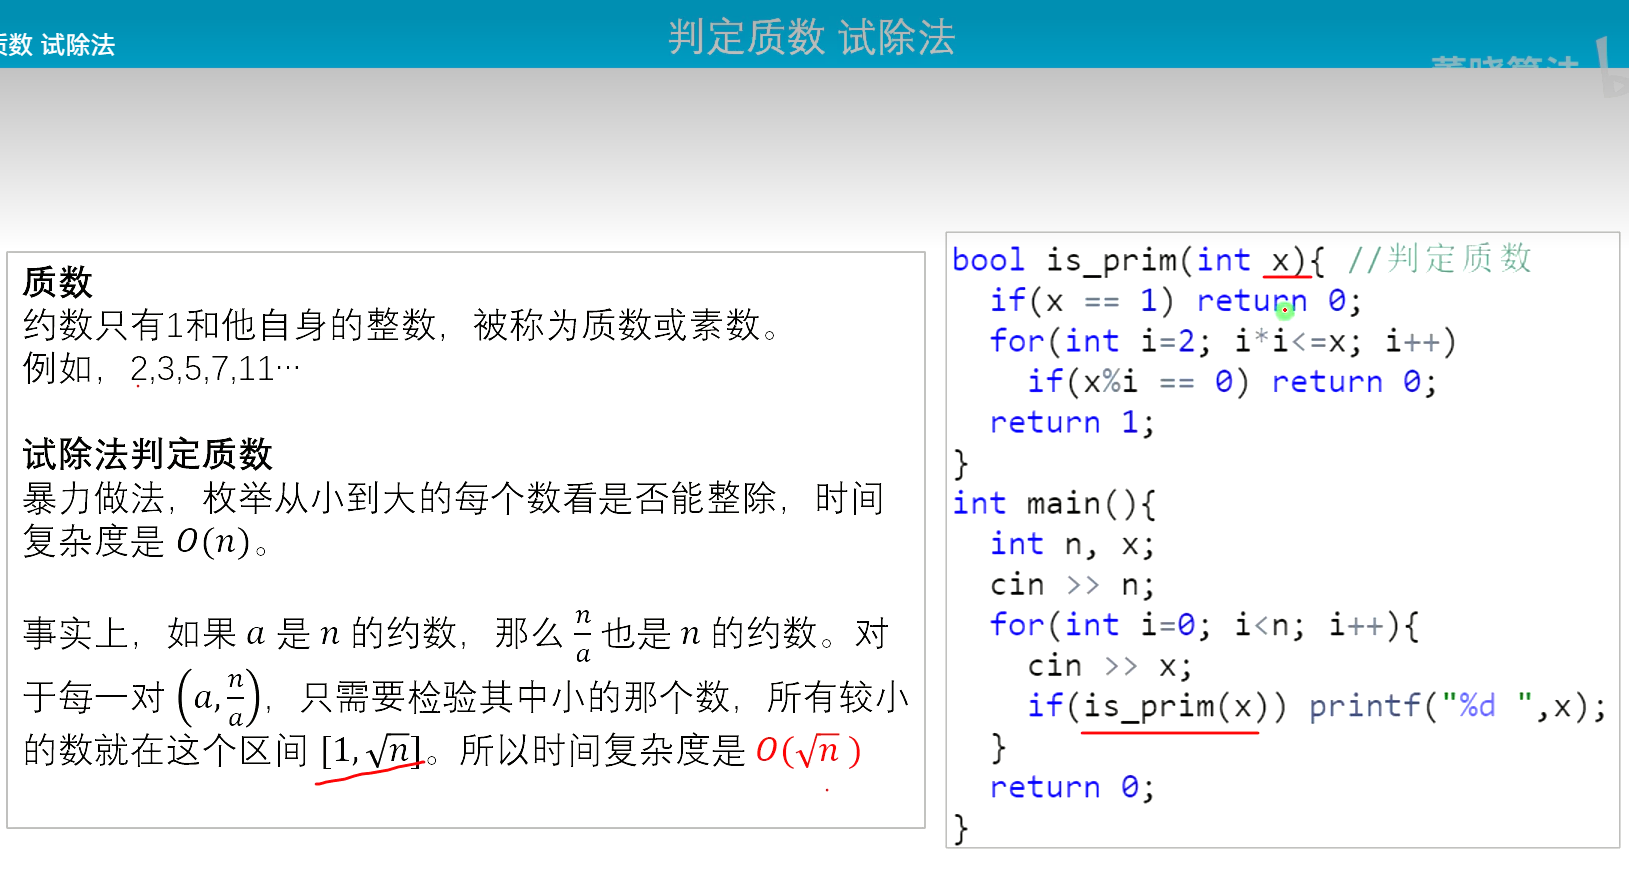 质数 试除法
判定质数 试除法
董晓算法
质数
约数只有1和他自身的整数，被称为质数或素数。
例如，2,3,5,7,11…
试除法判定质数
暴力做法，枚举从小到大的每个数看是否能整除，时间
复杂度是 O(n)。
事实上，如果 a 是 n 的约数，那么 n/a 也是 n 的约数。对
于每一对 (a, n/a)，只需要检验其中小的那个数，所有较小
的数就在这个区间 [1,√n]。所以时间复杂度是 O(√n )
bool is_prim(int x){ //判定质数
if(x == 1) return 0;
for(int i=2; i*i<=x; i++)
if(x%i == 0) return 0;
return 1;
}
int main(){
int n, x;
cin >> n;
for(int i=0; i<n; i++){
cin >> x;
if(is_prim(x)) printf("%d ",x);
}
return 0;
}